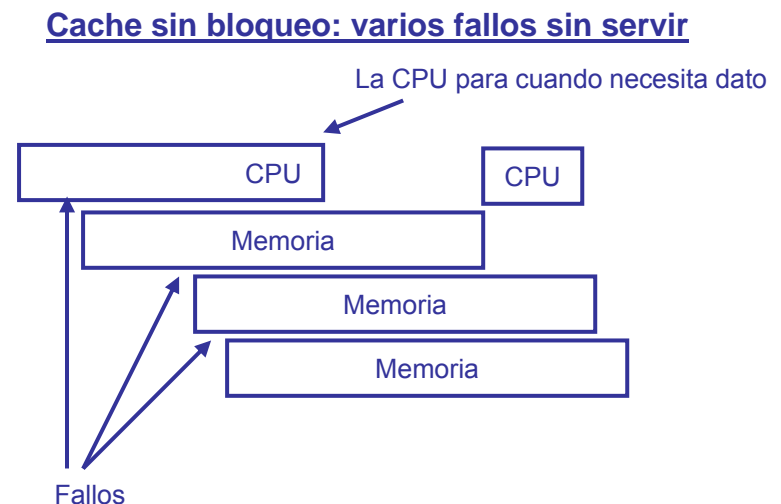 Cache sin bloqueo: varios fallos sin servir
La CPU para cuando necesita dato
CPU
CPU
Memoria
Memoria
Memoria
Fallos